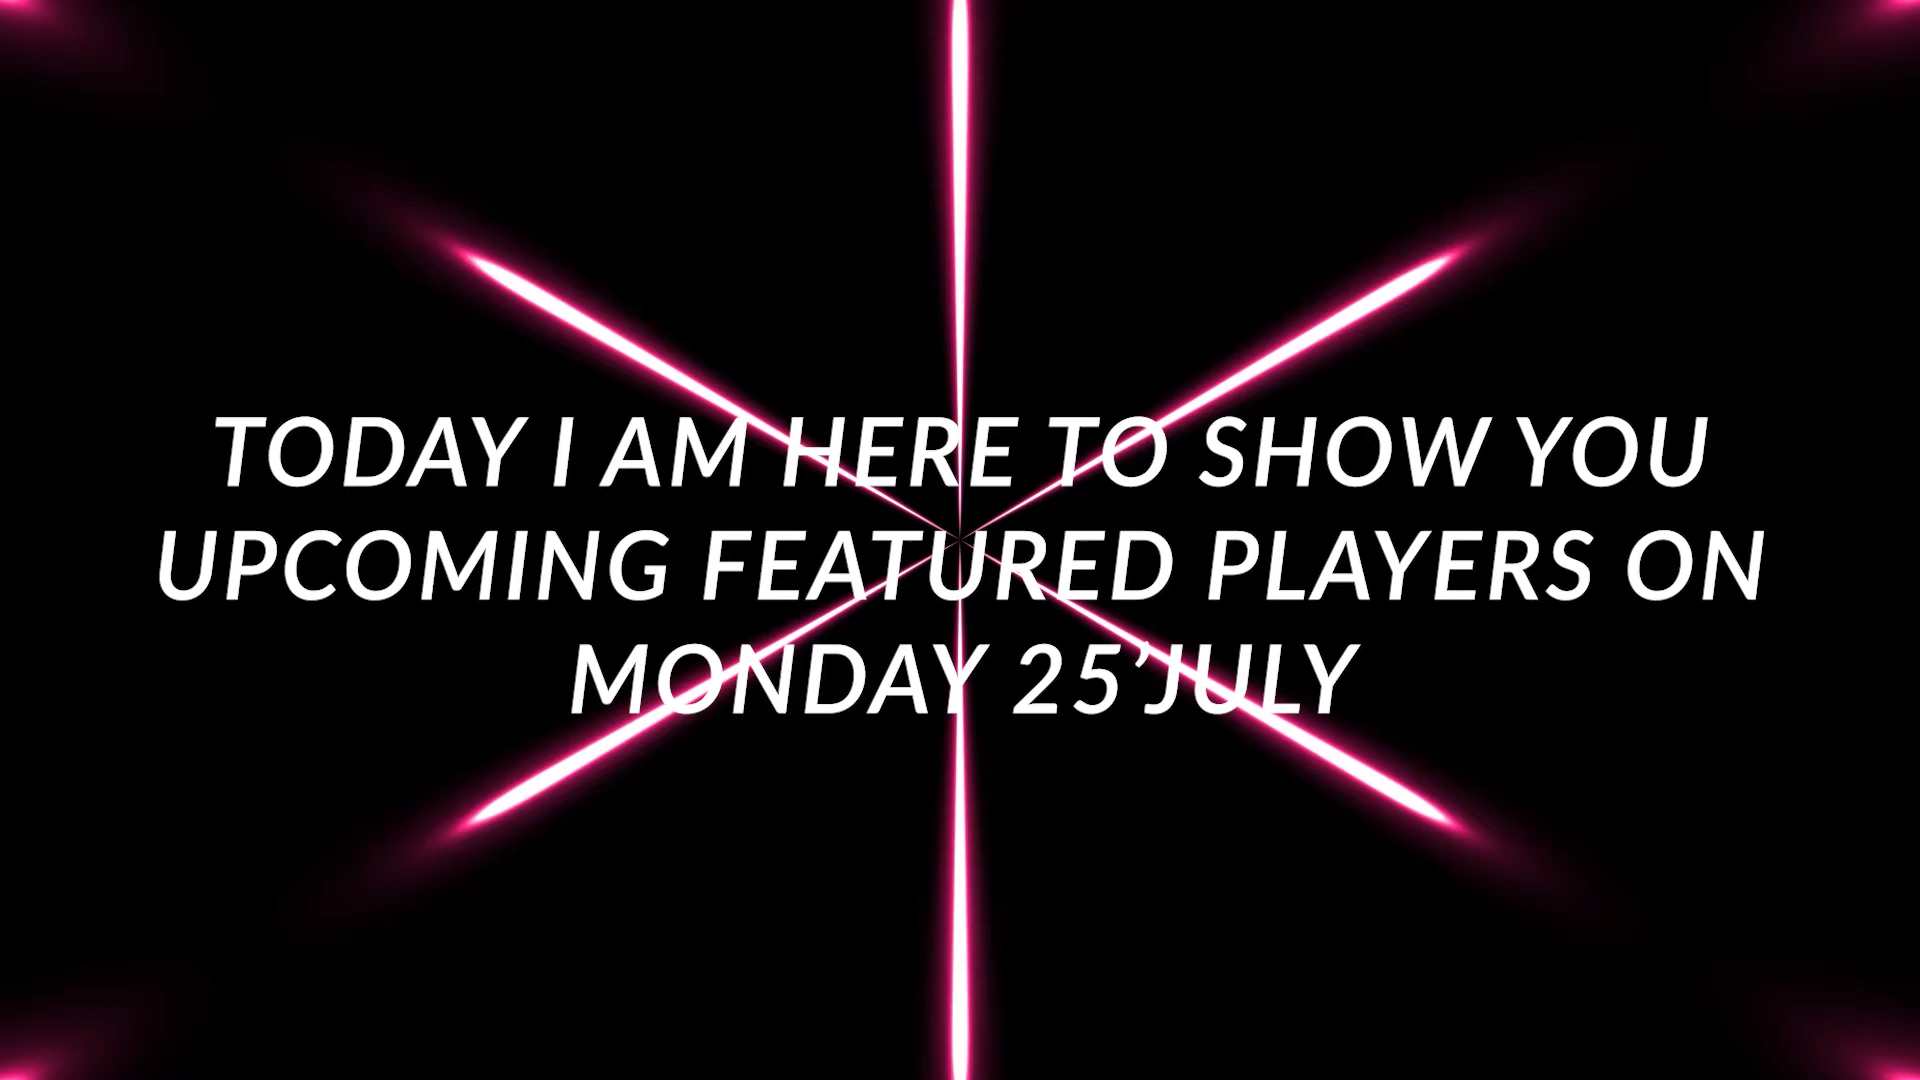 TODAY I AM HERE TO SHOW YOU
UPCOMING FEATURED PLAYERS ON
MONDAY 25’JULY